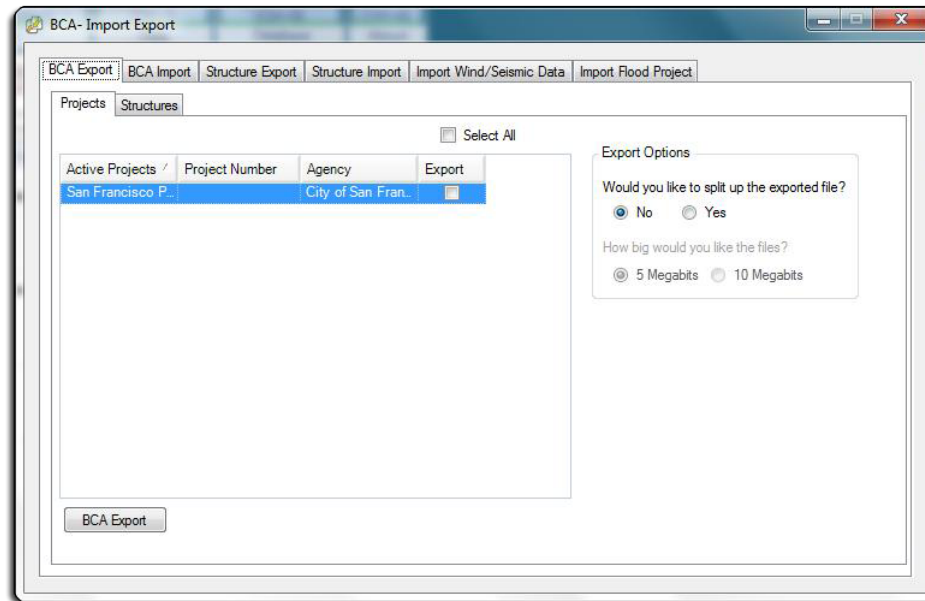 BCA- Import Export
BCA Export BCA Import Structure Export Structure Import Import Wind/Seismic Data Import Flood Project
Projects Structures
Select All
Active Projects Project Number Agency Export
San Francisco P... City of San Fran...
Export Options
Would you like to split up the exported file?
No Yes
How big would you like the files?
5 Megabits 10 Megabits
BCA Export